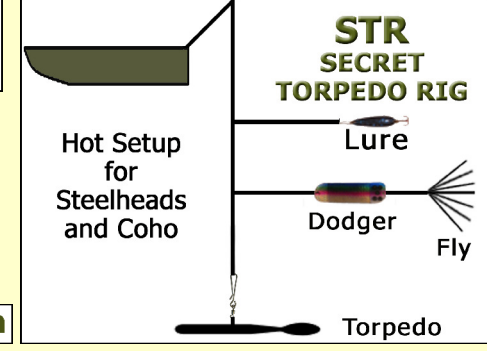 STR
SECRET
TORPEDO RIG
Hot Setup
for
Steelheads
and Coho
Lure
Dodger
Fly
Torpedo